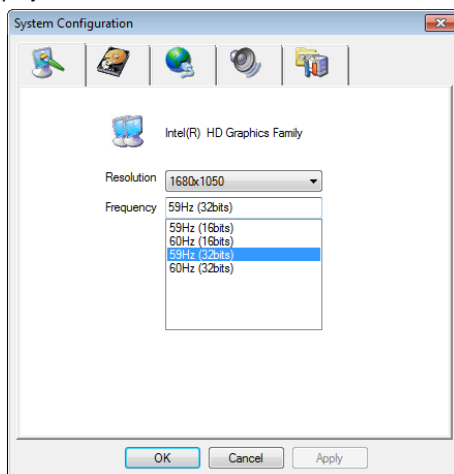 System Configuration
Intel(R) HD Graphics Family
Resolution 1680x1050
Frequency 59Hz (32bits)
59Hz (16bits)
60Hz (16bits)
59Hz (32bits)
60Hz (32bits)
OK Cancel Apply